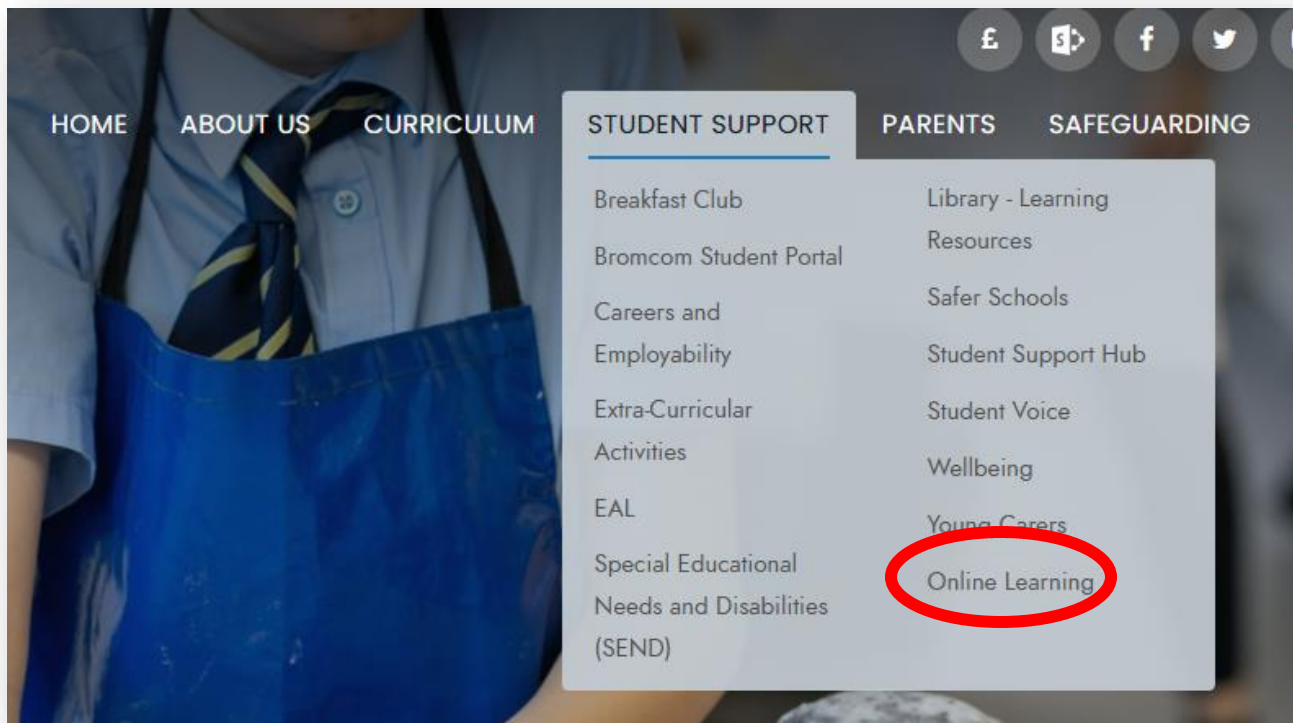 £
HOME ABOUT US CURRICULUM STUDENT SUPPORT PARENTS SAFEGUARDING
Breakfast Club
Bromcom Student Portal
Careers and
Employability
Extra-Curricular
Activities
EAL
Special Educational
Needs and Disabilities
(SEND)
Library - Learning
Resources
Safer Schools
Student Support Hub
Student Voice
Wellbeing
Young Carers
Online Learning